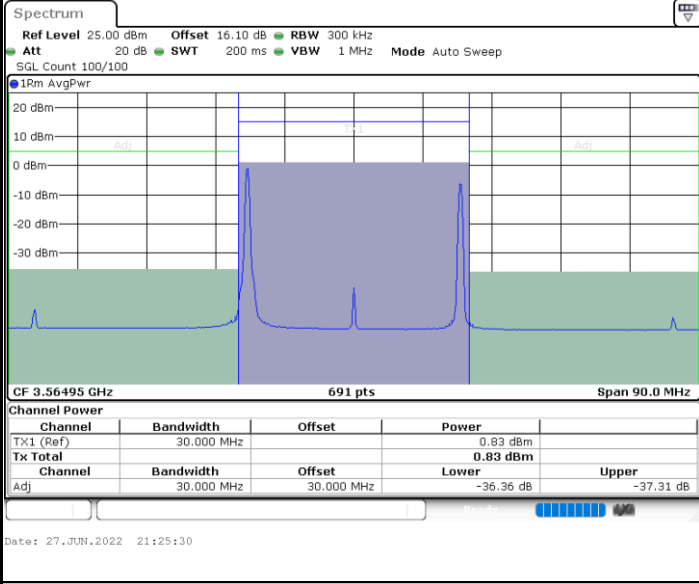 Spectrum
Ref Level 25.00 dBm Offset 16.10 dB RBW 300 kHz
Att 20 dB SWT 200 ms VBW 1 MHz Mode Auto Sweep
SGL Count 100/100
1Rm AvgPwr
20 dBm
TX1
10 dBm
Adj Adj
0 dBm
-10 dBm
-20 dBm
-30 dBm
CF 3.56495 GHz 691 pts Span 90.0 MHz
Channel Power
Channel Bandwidth Offset Power
TX1 (Ref) 30.000 MHz 0.83 dBm
Tx Total 0.83 dBm
Channel Bandwidth Offset Lower Upper
Adj 30.000 MHz 30.000 MHz -36.36 dB -37.31 dB
Ready
Date: 27.JUN.2022 21:25:30